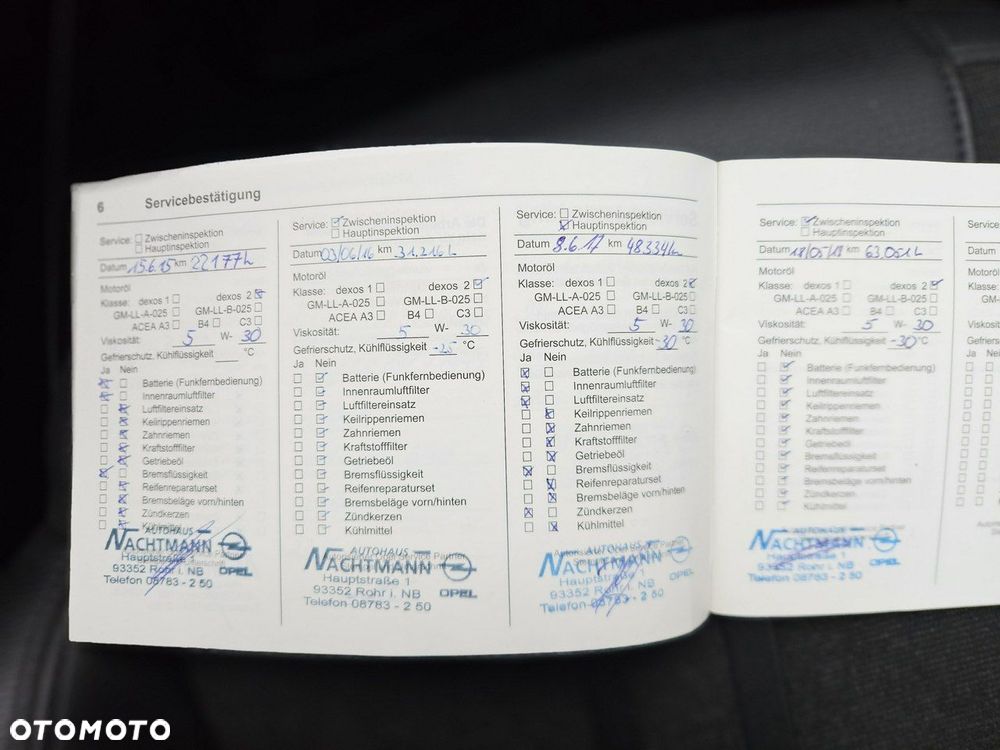 6 Servicebestätigung
Service: Zwischeninspektion
Hauptinspektion
Datum 15.6.15 km 22177
Motoröl
Klasse: dexos 1 dexos 2
GM-LL-A-025 GM-LL-B-025
ACEA A3 B4 C3
Viskosität: 5 W- 30
Gefrierschutz, Kühlflüssigkeit °C
Ja Nein
Batterie (Funkfernbedienung)
Innenraumluftfilter
Luftfiltereinsatz
Keilrippenriemen
Zahnriemen
Kraftstofffilter
Getriebeöl
Bremsflüssigkeit
Reifenreparaturset
Bremsbeläge vorn/hinten
Zündkerzen
Kühlmittel
AUTOHAUS
NACHTMANN
Hauptstraße
93352 Rohr i. NB
Telefon 08783 - 2 50 OPEL
Service: Zwischeninspektion
Hauptinspektion
Datum 03/06/16 km 31.216
Motoröl
Klasse: dexos 1 dexos 2
GM-LL-A-025 GM-LL-B-025
ACEA A3 B4 C3
Viskosität: 5 W- 30
Gefrierschutz, Kühlflüssigkeit -25 °C
Ja Nein
Batterie (Funkfernbedienung)
Innenraumluftfilter
Luftfiltereinsatz
Keilrippenriemen
Zahnriemen
Kraftstofffilter
Getriebeöl
Bremsflüssigkeit
Reifenreparaturset
Bremsbeläge vorn/hinten
Zündkerzen
Kühlmittel
AUTOHAUS
NACHTMANN
Hauptstraße 1
93352 Rohr i. NB OPEL
Telefon 08783 - 2 50
Service: Zwischeninspektion
Hauptinspektion
Datum 8.6.17 km 48334
Motoröl
Klasse: dexos 1 dexos 2
GM-LL-A-025 GM-LL-B-025
ACEA A3 B4 C3
Viskosität: 5 W- 30
Gefrierschutz, Kühlflüssigkeit -30 °C
Ja Nein
Batterie (Funkfernbedienung)
Innenraumluftfilter
Luftfiltereinsatz
Keilrippenriemen
Zahnriemen
Kraftstofffilter
Getriebeöl
Bremsflüssigkeit
Reifenreparaturset
Bremsbeläge vorn/hinten
Zündkerzen
Kühlmittel
AUTOHAUS
NACHTMANN
Hauptstraße 1
93352 Rohr i. NB OPEL
Telefon 08783 - 2 50
Service: Zwischeninspektion
Hauptinspektion
Datum km 63.051
Motoröl
Klasse: dexos 1 dexos 2
GM-LL-A-025 GM-LL-B-025
ACEA A3 B4 C3
Viskosität: 5 W- 30
Gefrierschutz, Kühlflüssigkeit -30 °C
Ja Nein
Batterie (Funkfernbedienung)
Innenraumluftfilter
Luftfiltereinsatz
Keilrippenriemen
Zahnriemen
Kraftstofffilter
Getriebeöl
Bremsflüssigkeit
Reifenreparaturset
Bremsbeläge vorn/hinten
Zündkerzen
Kühlmittel
AUTOHAUS
NACHTMANN
Hauptstraße 1
93352 Rohr i. NB OPEL
Telefon 08783 - 2 50
OTOMOTO